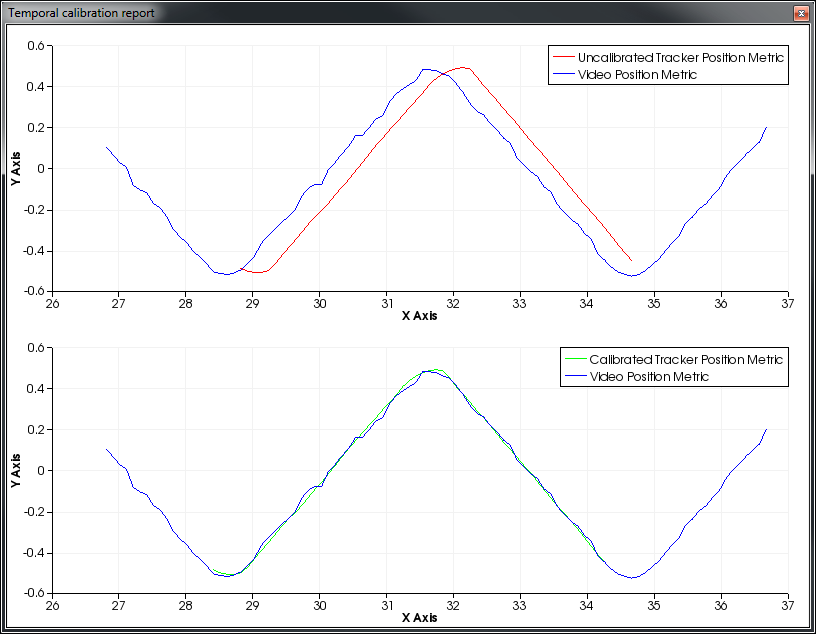 Temporal calibration report
0.6
0.4
0.2
0
-0.2
-0.4
-0.6
Y Axis
Uncalibrated Tracker Position Metric
Video Position Metric
26 27 28 29 30 31 32 33 34 35 36 37
X Axis
0.6
0.4
0.2
0
-0.2
-0.4
-0.6
Y Axis
Calibrated Tracker Position Metric
Video Position Metric
26 27 28 29 30 31 32 33 34 35 36 37
X Axis